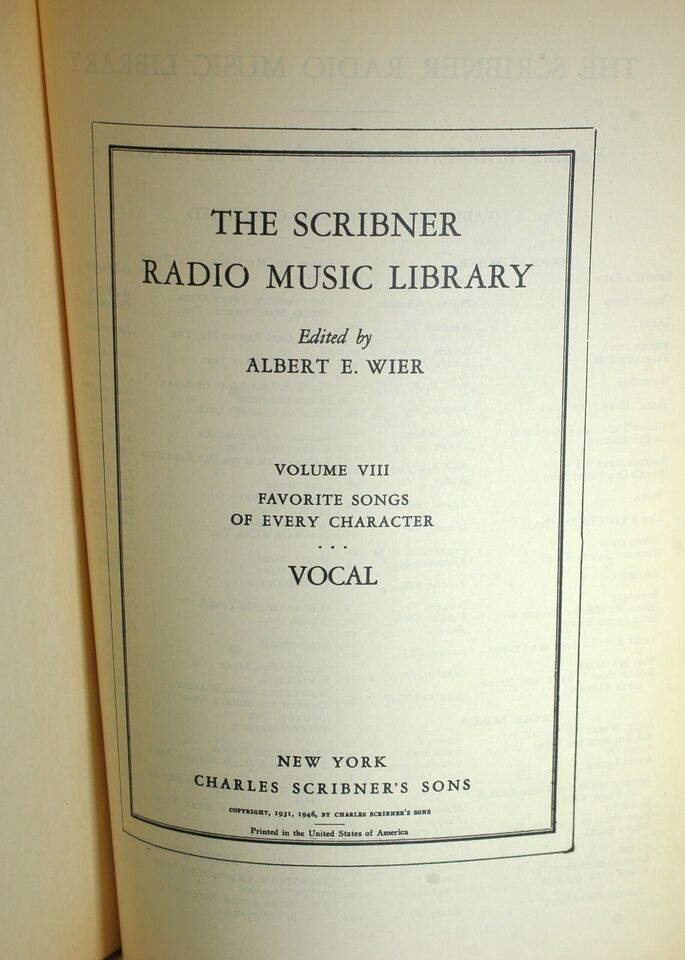 THE SCRIBNER
RADIO MUSIC LIBRARY
Edited by
ALBERT E. WIER
VOLUME VIII
FAVORITE SONGS
OF EVERY CHARACTER
...
VOCAL
NEW YORK
CHARLES SCRIBNER'S SONS
COPYRIGHT, 1931, 1946, BY CHARLES SCRIBNER'S SONS
Printed in the United States of America